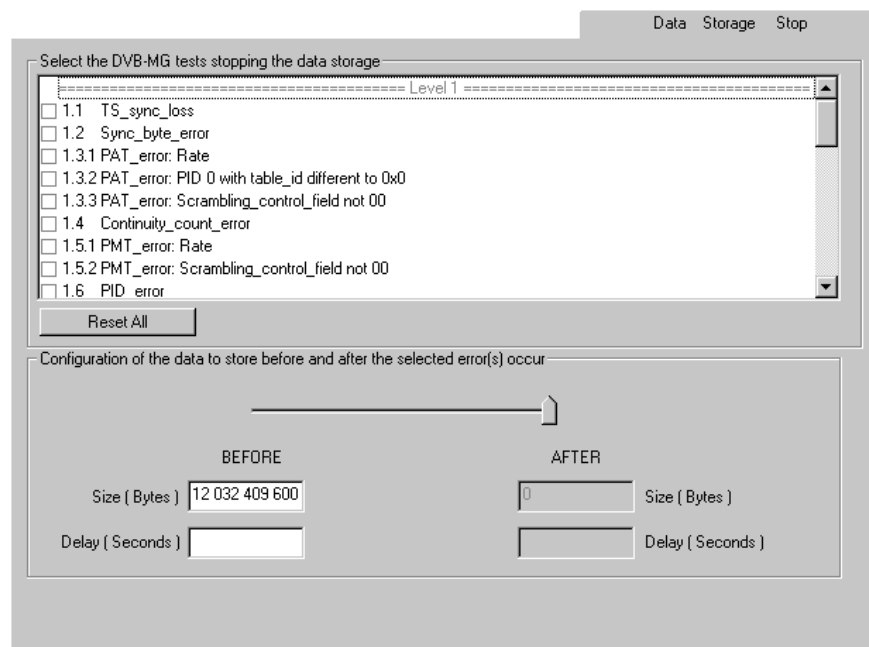 Data Storage Stop
Select the DVB-MG tests stopping the data storage
========================================== Level 1 ==========================================
1.1 TS_sync_loss
1.2 Sync_byte_error
1.3.1 PAT_error: Rate
1.3.2 PAT_error: PID 0 with table_id different to 0x0
1.3.3 PAT_error: Scrambling_control_field not 00
1.4 Continuity_count_error
1.5.1 PMT_error: Rate
1.5.2 PMT_error: Scrambling_control_field not 00
1.6 PID_error
Reset All
Configuration of the data to store before and after the selected error(s) occur
BEFORE AFTER
Size ( Bytes ) 12 032 409 600 0 Size ( Bytes )
Delay ( Seconds ) Delay ( Seconds )